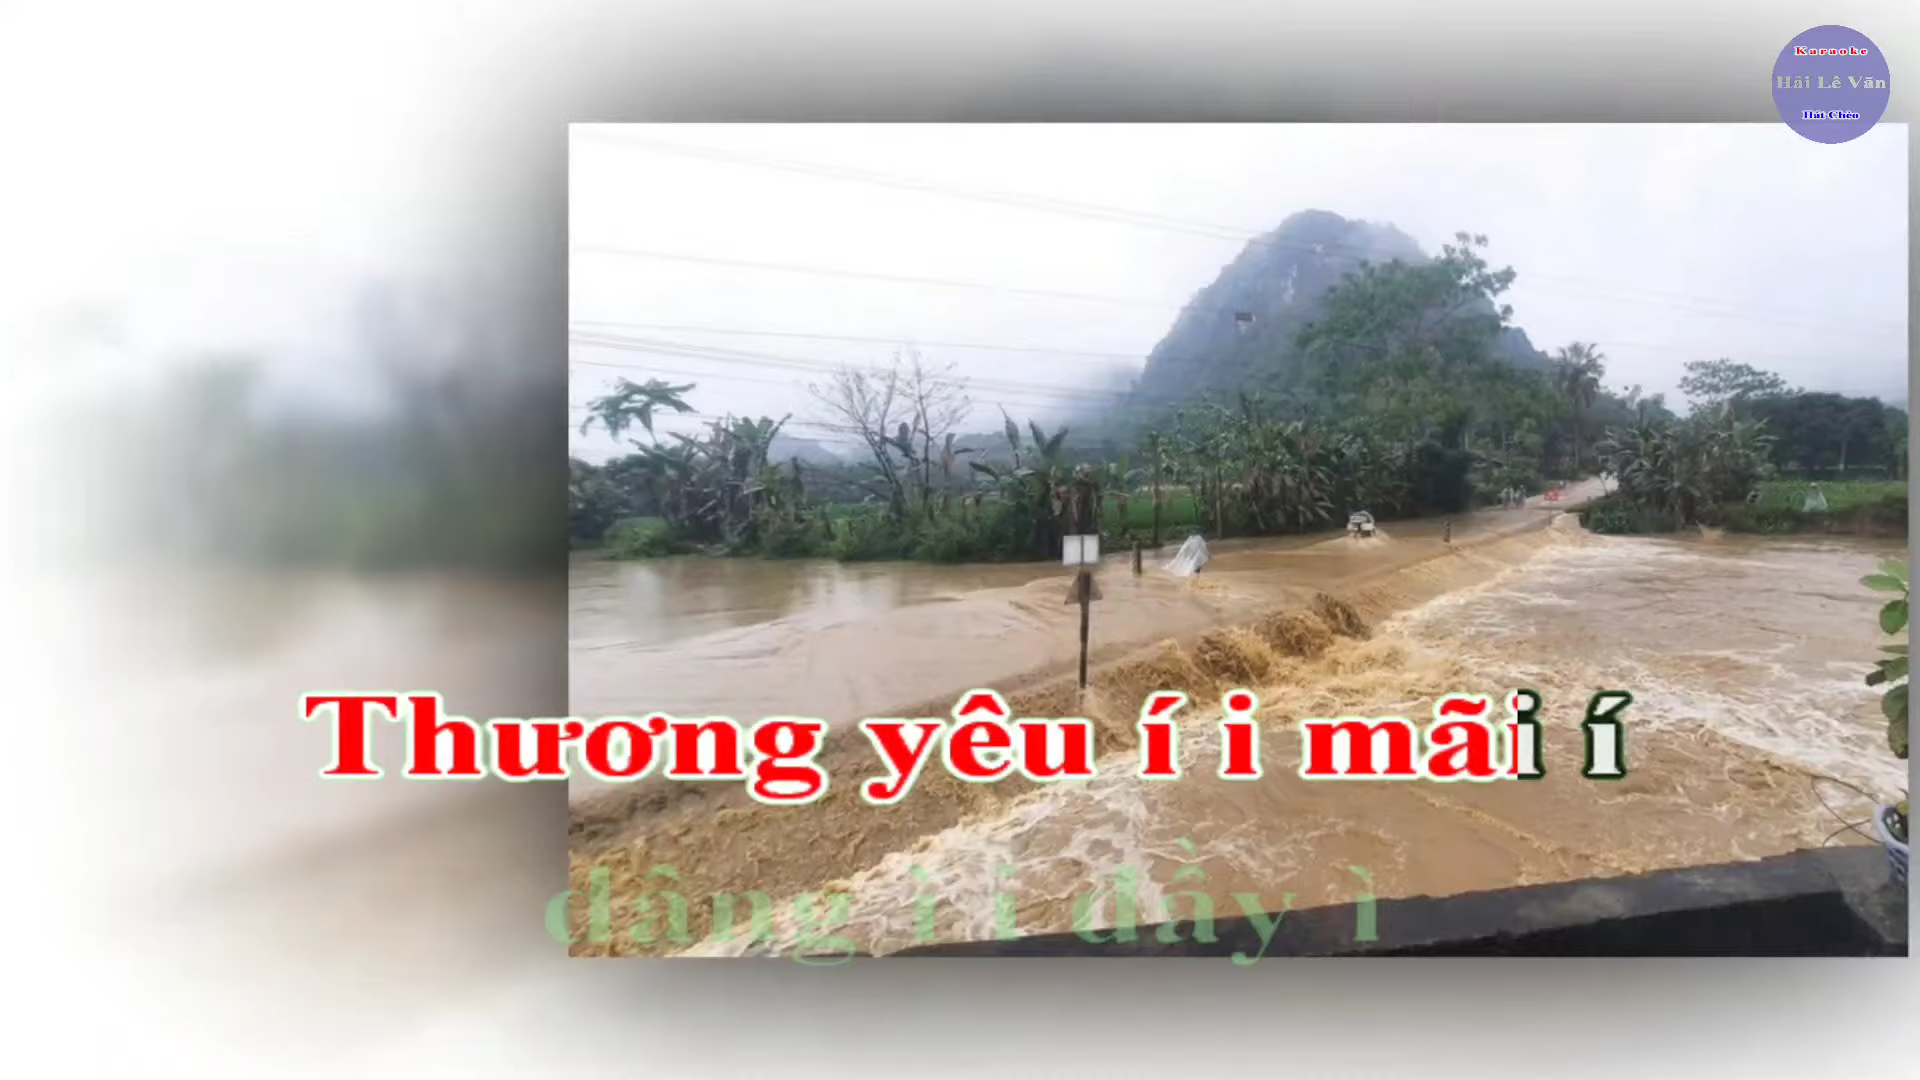 Karaoke
Hải Lê Văn
Hát Chèo
Thương yêu í i mãi í
dâng ì i đầy ì